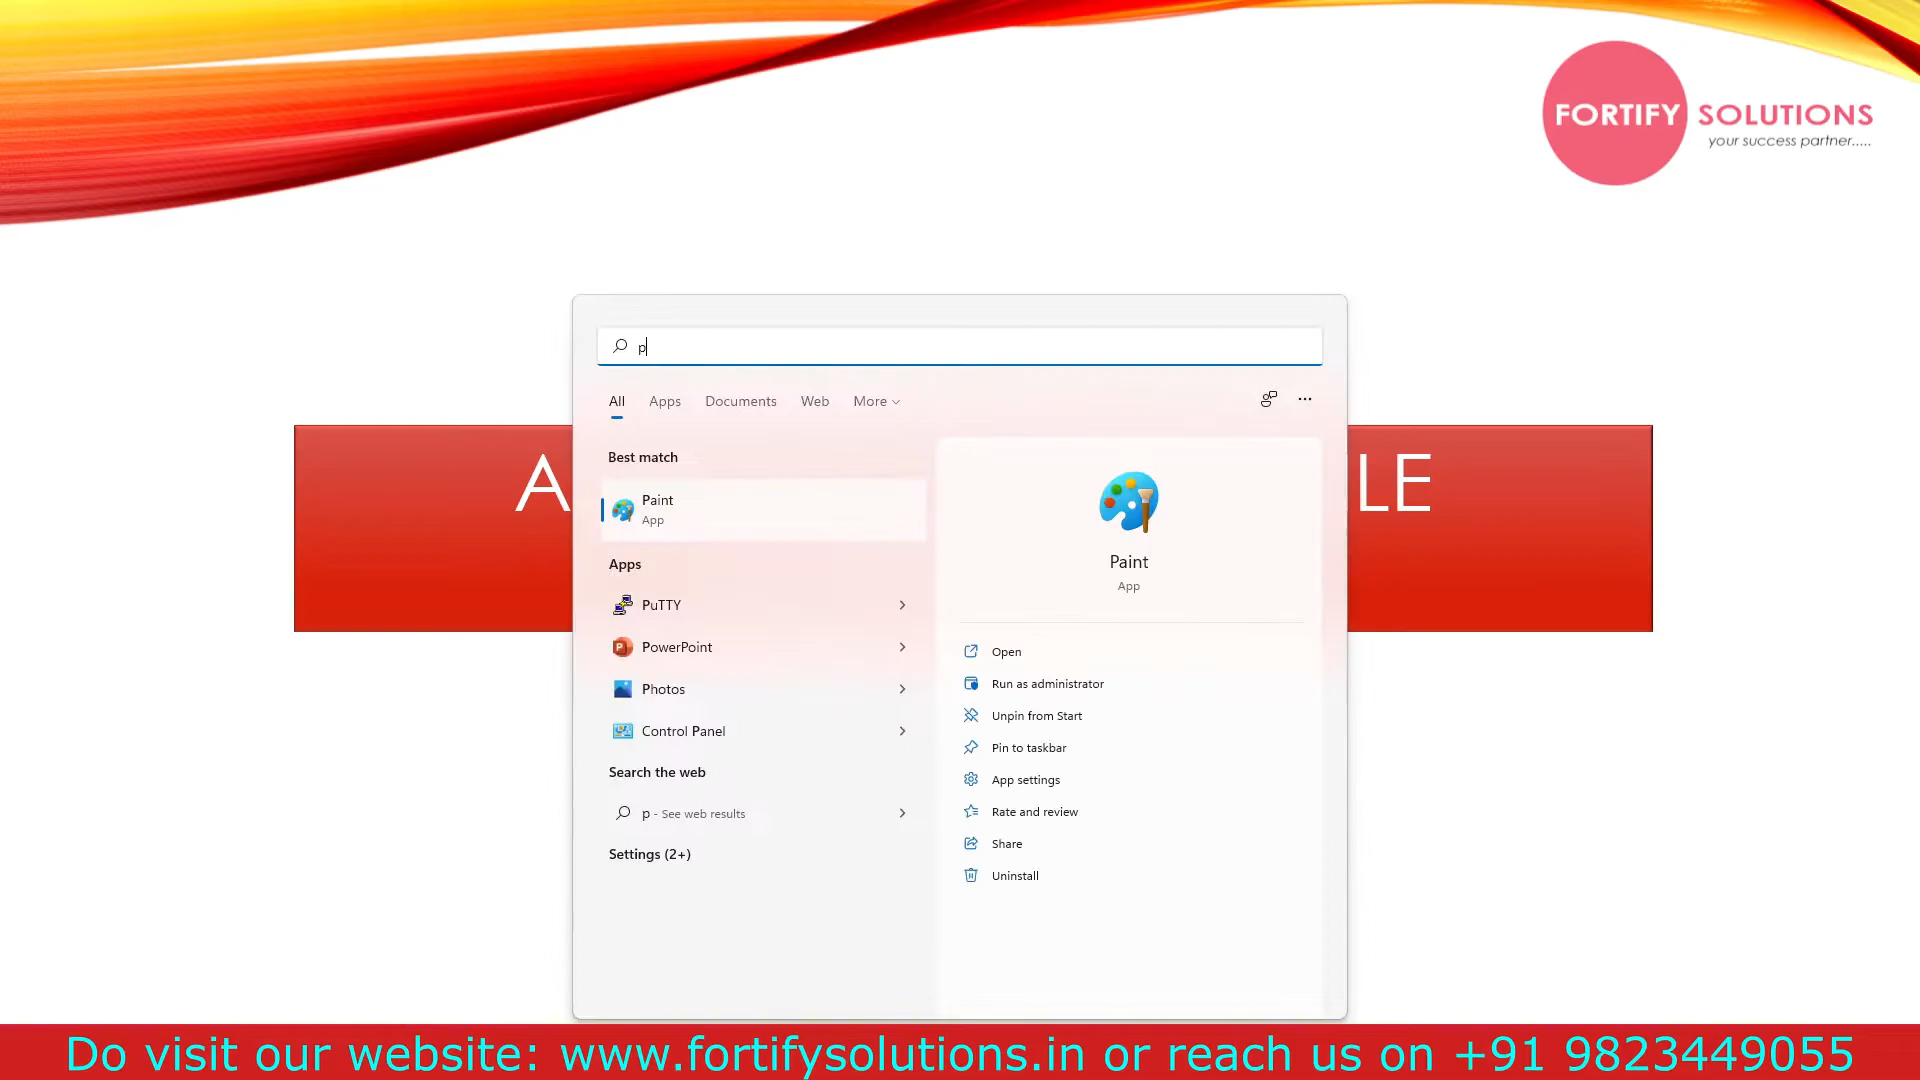 FORTIFY SOLUTIONS
your success partner.....
p
All Apps Documents Web More
Best match
Paint
App
Apps
PuTTY
PowerPoint
Photos
Control Panel
Search the web
p - See web results
Settings (2+)
Paint
App
Open
Run as administrator
Unpin from Start
Pin to taskbar
App settings
Rate and review
Share
Uninstall
Do visit our website: www.fortifysolutions.in or reach us on +91 9823449055